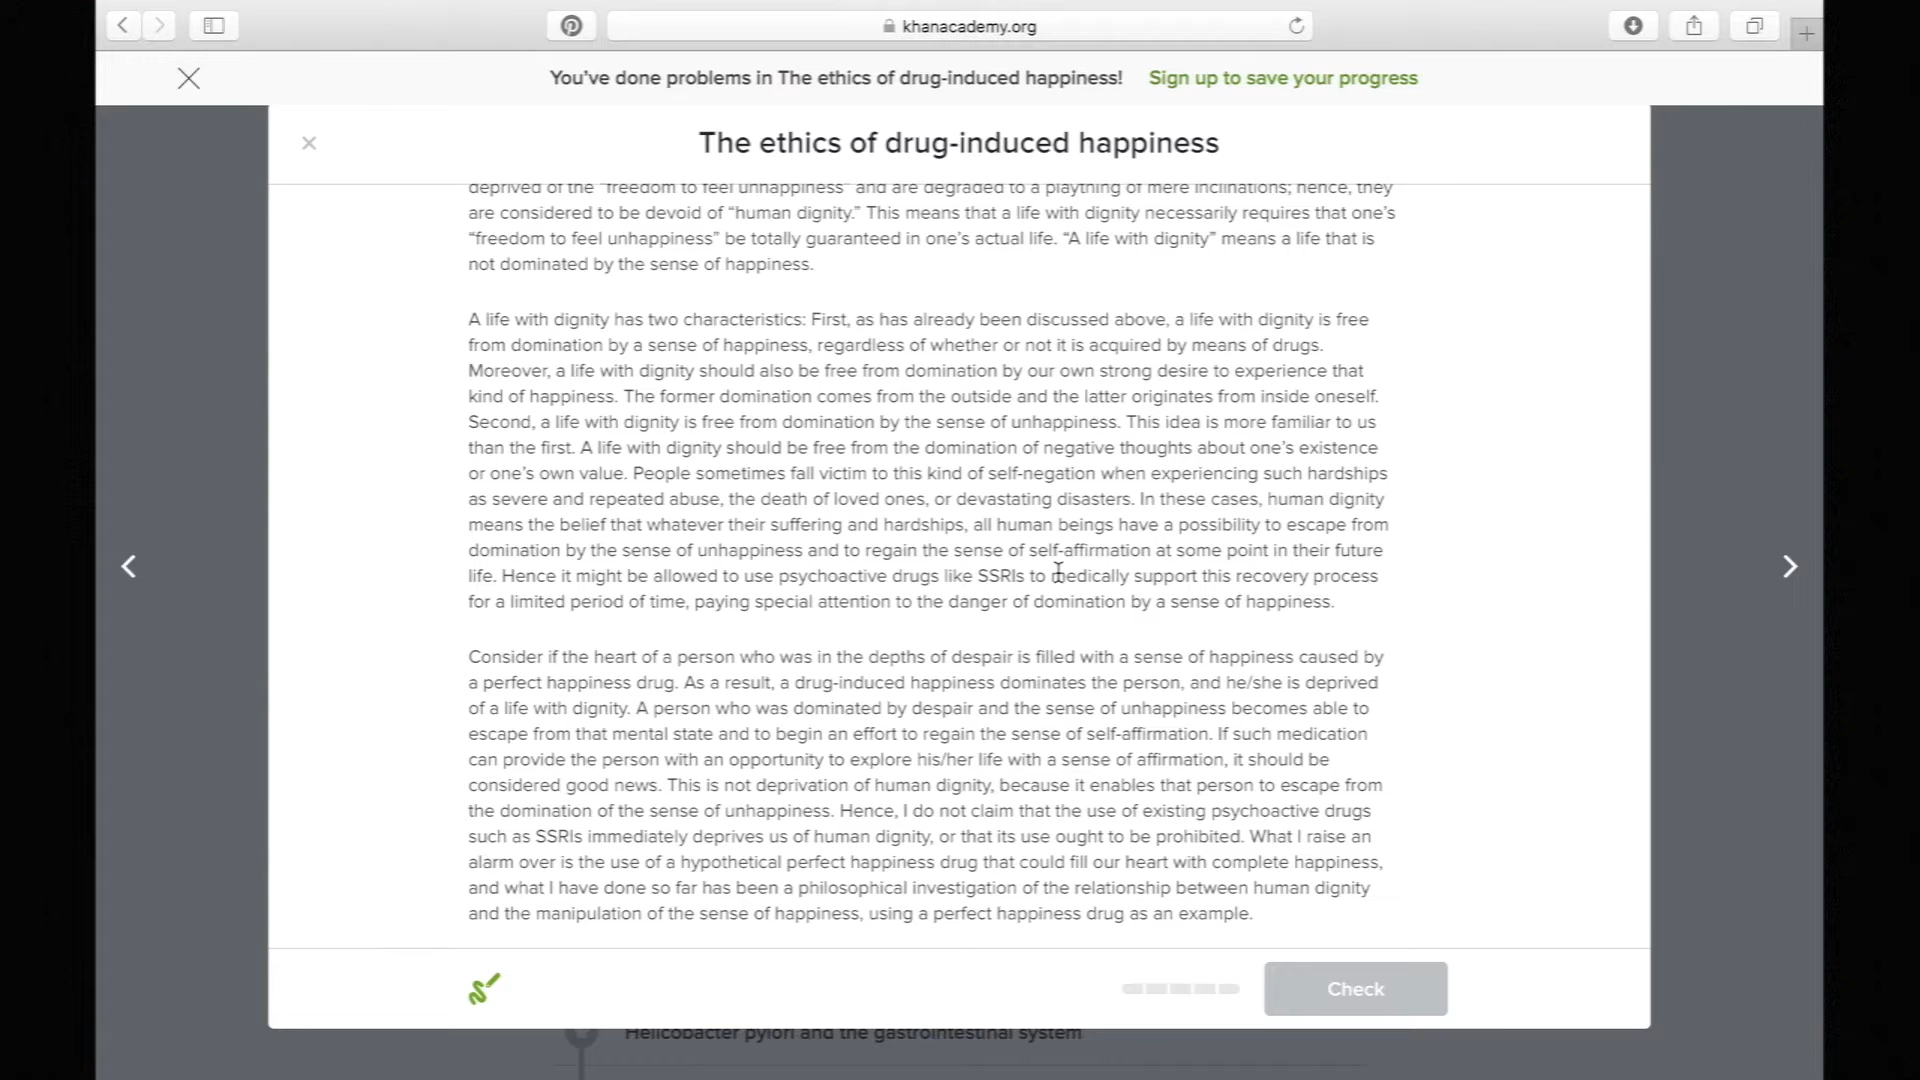 khanacademy.org
You've done problems in The ethics of drug-induced happiness! Sign up to save your progress
The ethics of drug-induced happiness
deprived of the "freedom to feel unhappiness" and are degraded to a plaything of mere inclinations; hence, they
are considered to be devoid of “human dignity.” This means that a life with dignity necessarily requires that one’s
“freedom to feel unhappiness” be totally guaranteed in one’s actual life. “A life with dignity” means a life that is
not dominated by the sense of happiness.
A life with dignity has two characteristics: First, as has already been discussed above, a life with dignity is free
from domination by a sense of happiness, regardless of whether or not it is acquired by means of drugs.
Moreover, a life with dignity should also be free from domination by our own strong desire to experience that
kind of happiness. The former domination comes from the outside and the latter originates from inside oneself.
Second, a life with dignity is free from domination by the sense of unhappiness. This idea is more familiar to us
than the first. A life with dignity should be free from the domination of negative thoughts about one’s existence
or one’s own value. People sometimes fall victim to this kind of self-negation when experiencing such hardships
as severe and repeated abuse, the death of loved ones, or devastating disasters. In these cases, human dignity
means the belief that whatever their suffering and hardships, all human beings have a possibility to escape from
domination by the sense of unhappiness and to regain the sense of self-affirmation at some point in their future
life. Hence it might be allowed to use psychoactive drugs like SSRIs to medically support this recovery process
for a limited period of time, paying special attention to the danger of domination by a sense of happiness.
Consider if the heart of a person who was in the depths of despair is filled with a sense of happiness caused by
a perfect happiness drug. As a result, a drug-induced happiness dominates the person, and he/she is deprived
of a life with dignity. A person who was dominated by despair and the sense of unhappiness becomes able to
escape from that mental state and to begin an effort to regain the sense of self-affirmation. If such medication
can provide the person with an opportunity to explore his/her life with a sense of affirmation, it should be
considered good news. This is not deprivation of human dignity, because it enables that person to escape from
the domination of the sense of unhappiness. Hence, I do not claim that the use of existing psychoactive drugs
such as SSRIs immediately deprives us of human dignity, or that its use ought to be prohibited. What I raise an
alarm over is the use of a hypothetical perfect happiness drug that could fill our heart with complete happiness,
and what I have done so far has been a philosophical investigation of the relationship between human dignity
and the manipulation of the sense of happiness, using a perfect happiness drug as an example.
Check
Helicobacter pylori and the gastrointestinal system